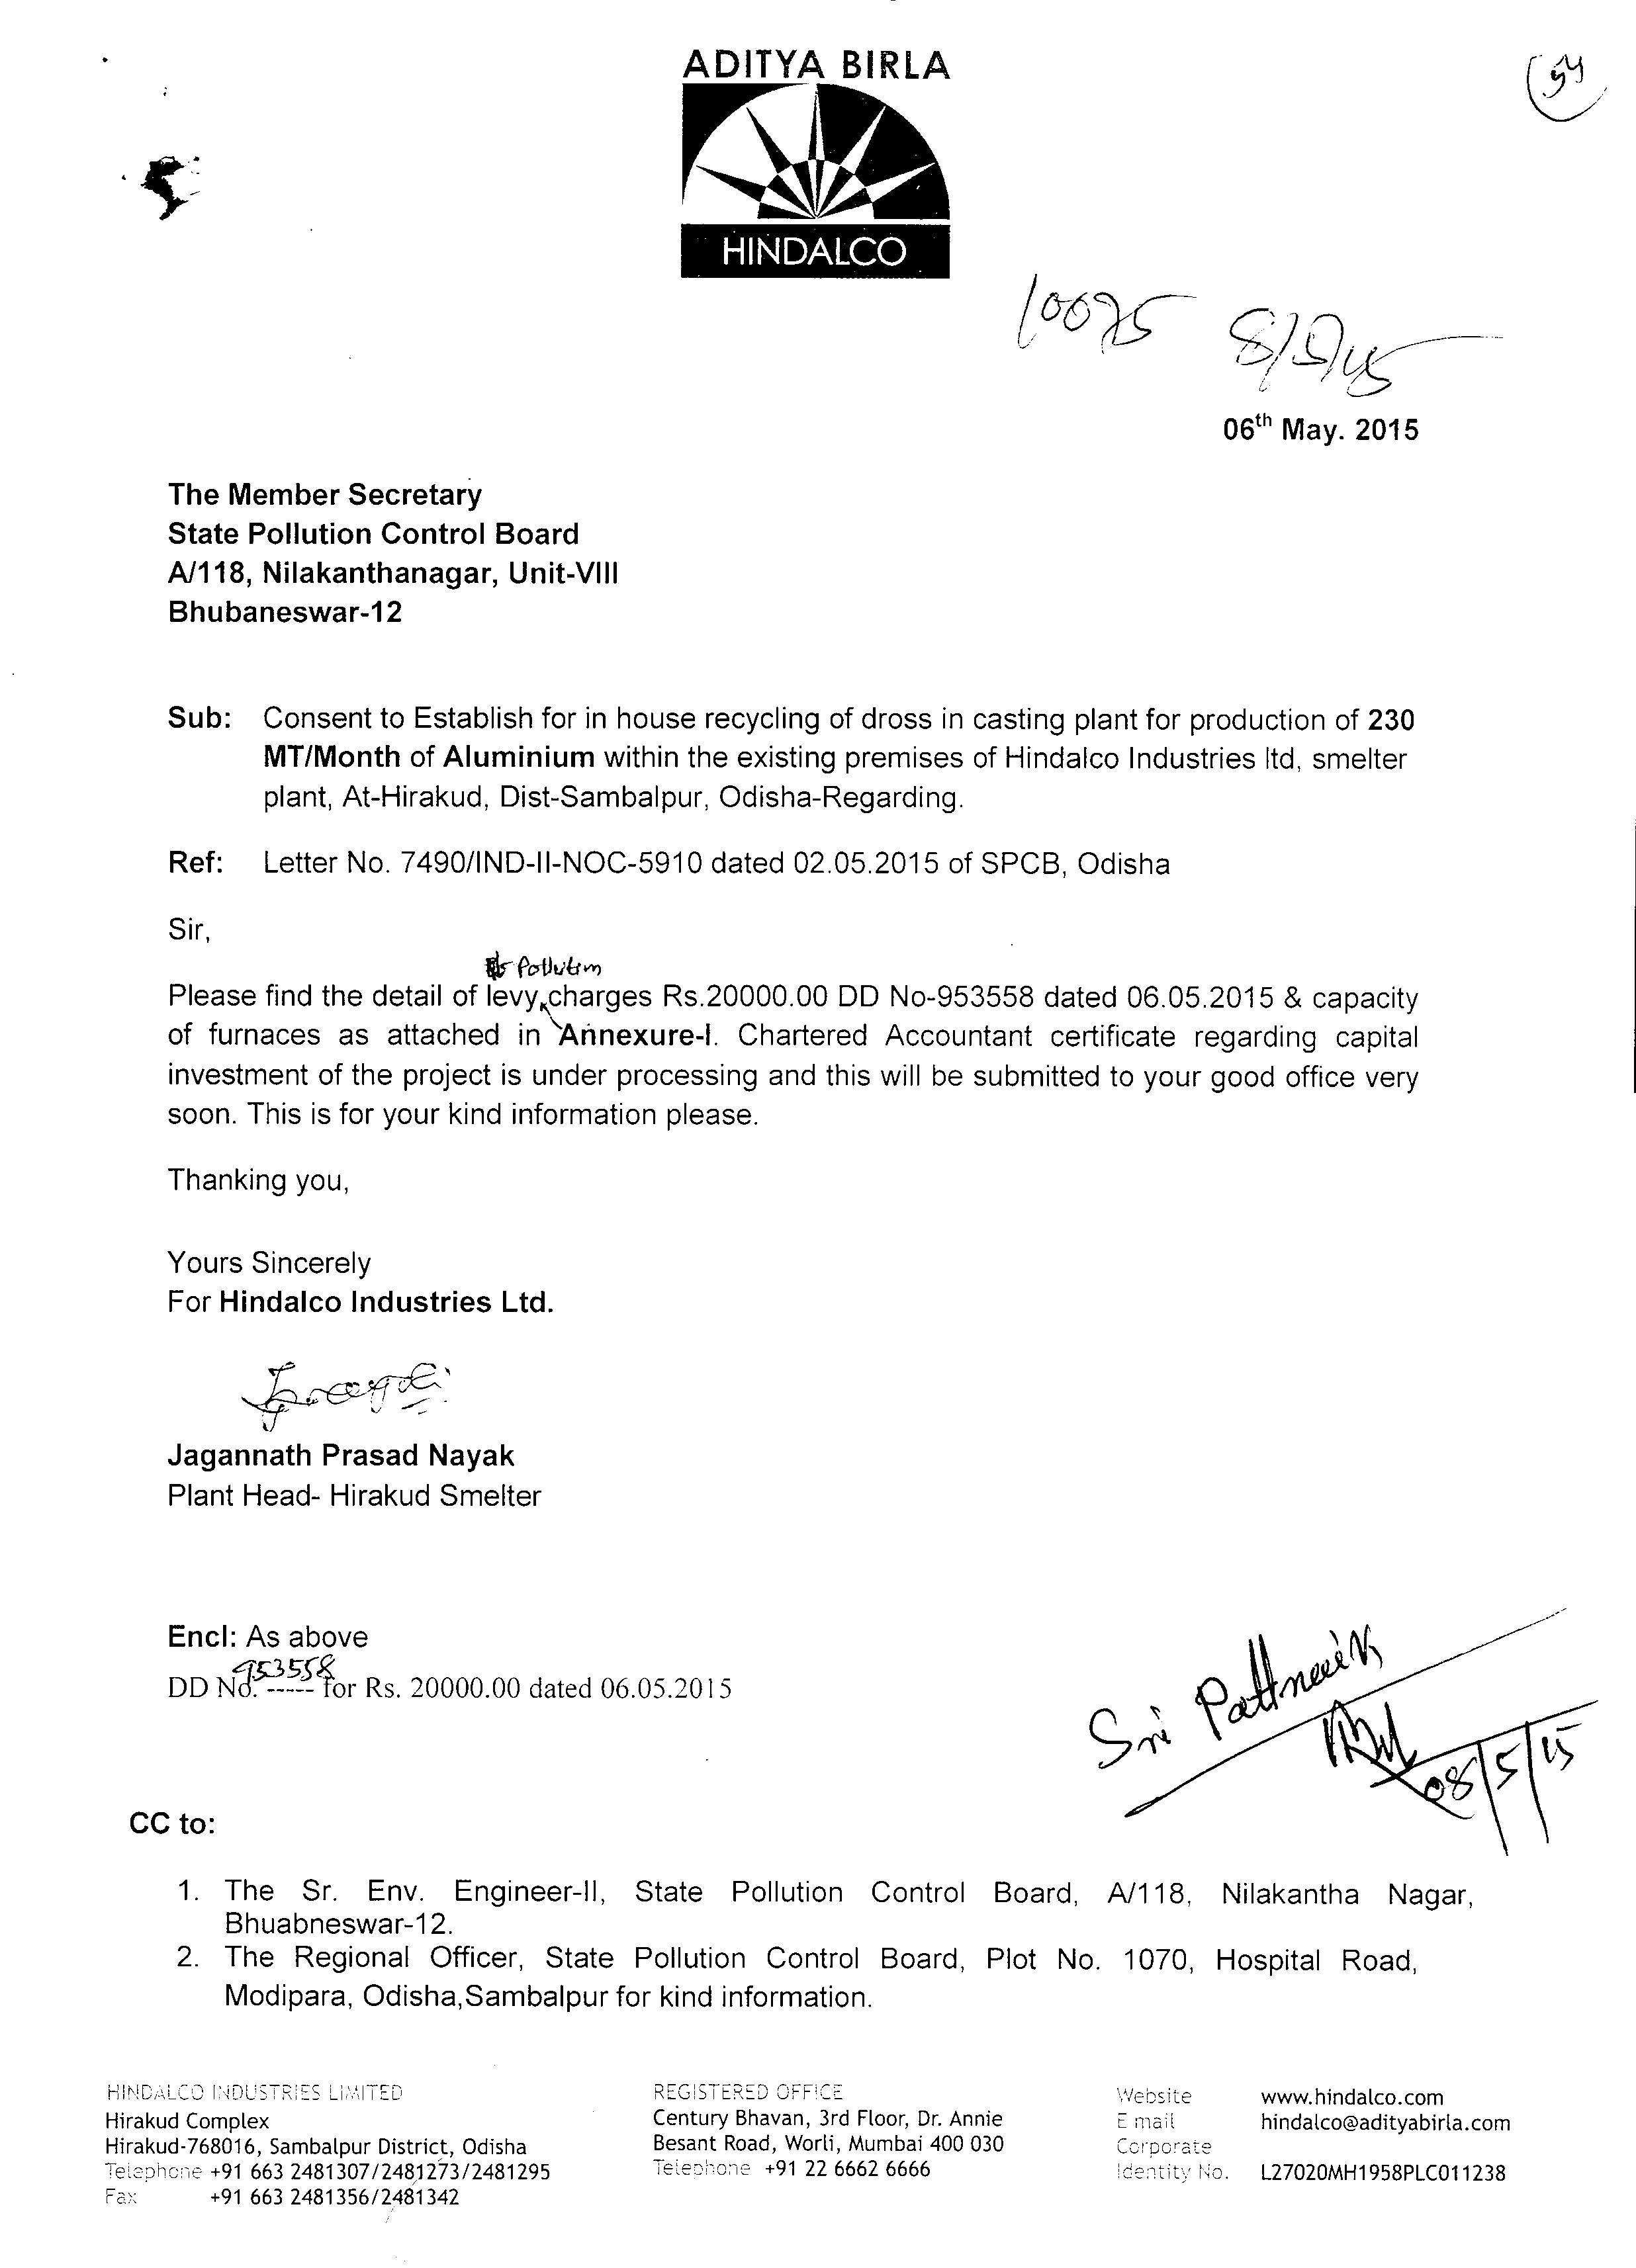 ADITYA BIRLA
54
HINDALCO
10075 8/5/15
06th May. 2015
The Member Secretary
State Pollution Control Board
A/118, Nilakanthanagar, Unit-VIII
Bhubaneswar-12
Sub: Consent to Establish for in house recycling of dross in casting plant for production of 230
MT/Month of Aluminium within the existing premises of Hindalco Industries ltd, smelter
plant, At-Hirakud, Dist-Sambalpur, Odisha-Regarding.
Ref: Letter No. 7490/IND-II-NOC-5910 dated 02.05.2015 of SPCB, Odisha
Sir,
Pollution
Please find the detail of levy charges Rs.20000.00 DD No-953558 dated 06.05.2015 & capacity
of furnaces as attached in Annexure-I. Chartered Accountant certificate regarding capital
investment of the project is under processing and this will be submitted to your good office very
soon. This is for your kind information please.
Thanking you,
Yours Sincerely
For Hindalco Industries Ltd.
Jagannath Prasad Nayak
Plant Head- Hirakud Smelter
Encl: As above
953558
DD No. ----- for Rs. 20000.00 dated 06.05.2015
Sri Pattnaik
08/5/15
CC to:
1. The Sr. Env. Engineer-II, State Pollution Control Board, A/118, Nilakantha Nagar,
Bhuabneswar-12.
2. The Regional Officer, State Pollution Control Board, Plot No. 1070, Hospital Road,
Modipara, Odisha,Sambalpur for kind information.
HINDALCO INDUSTRIES LIMITED
Hirakud Complex
Hirakud-768016, Sambalpur District, Odisha
Telephone +91 663 2481307/2481273/2481295
Fax +91 663 2481356/2481342
REGISTERED OFFICE
Century Bhavan, 3rd Floor, Dr. Annie
Besant Road, Worli, Mumbai 400 030
Telephone +91 22 6662 6666
Website www.hindalco.com
E mail hindalco@adityabirla.com
Corporate
Identity No. L27020MH1958PLC011238